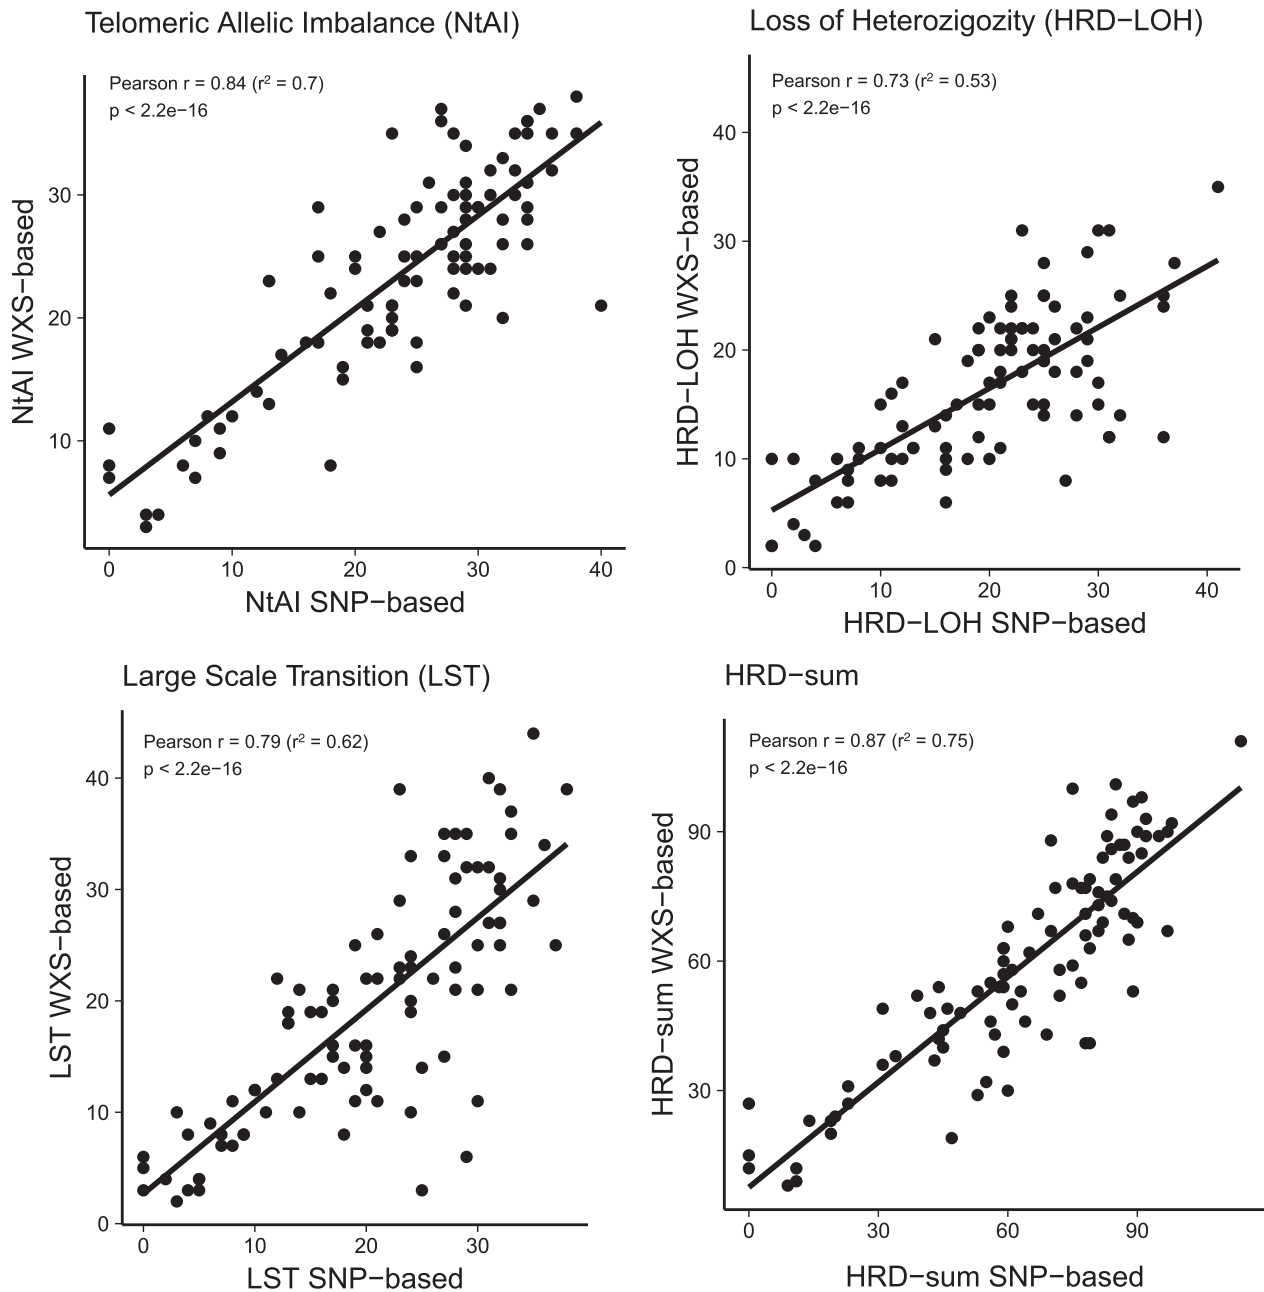 Telomeric Allelic Imbalance (NtAI)
Pearson r = 0.84 (r² = 0.7)
p < 2.2e−16
NtAI WXS−based
30
20
10
0 10 20 30 40
NtAI SNP−based
Loss of Heterozigozity (HRD−LOH)
Pearson r = 0.73 (r² = 0.53)
p < 2.2e−16
HRD−LOH WXS−based
40
30
20
10
0
0 10 20 30 40
HRD−LOH SNP−based
Large Scale Transition (LST)
Pearson r = 0.79 (r² = 0.62)
p < 2.2e−16
LST WXS−based
40
30
20
10
0
0 10 20 30
LST SNP−based
HRD−sum
Pearson r = 0.87 (r² = 0.75)
p < 2.2e−16
HRD−sum WXS−based
90
60
30
0 30 60 90
HRD−sum SNP−based